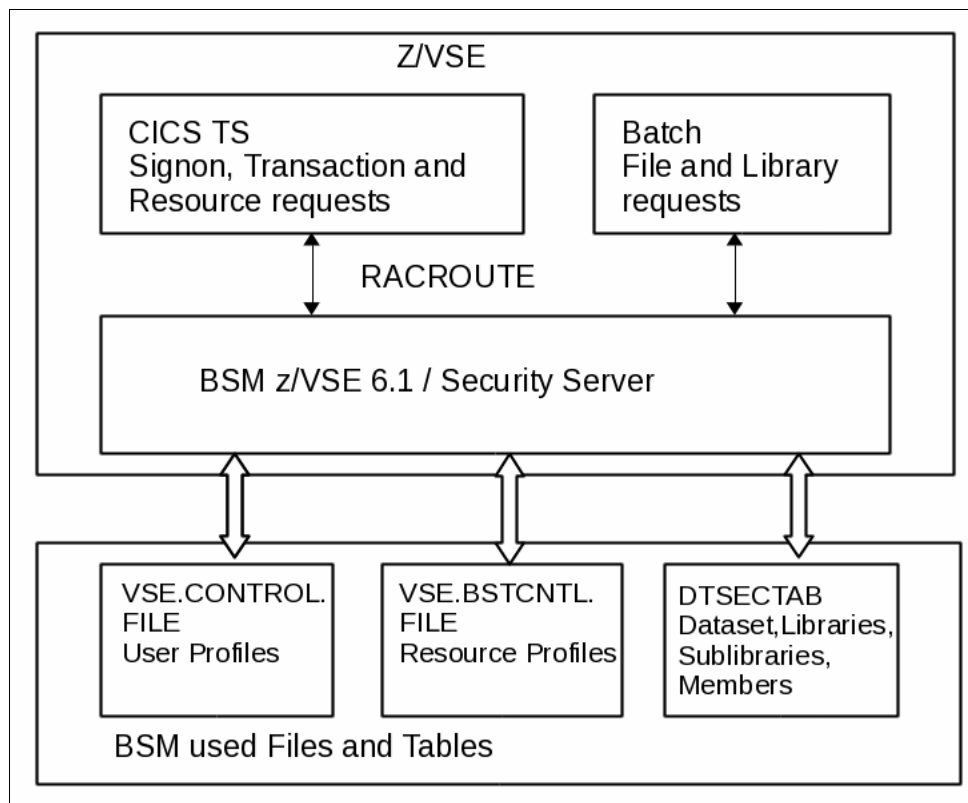 Z/VSE
CICS TS
Signon, Transaction and
Resource requests
Batch
File and Library
requests
RACROUTE
BSM z/VSE 6.1 / Security Server
VSE.CONTROL.
FILE
User Profiles
VSE.BSTCNTL.
FILE
Resource Profiles
DTSECTAB
Dataset,Libraries,
Sublibraries,
Members
BSM used Files and Tables